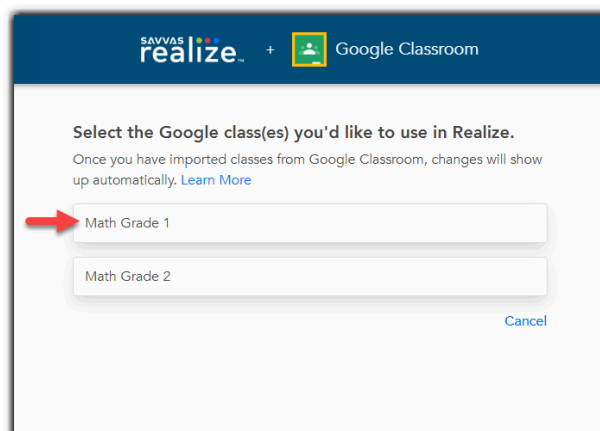 SAVVAS
realize™ + Google Classroom
Select the Google class(es) you'd like to use in Realize.
Once you have imported classes from Google Classroom, changes will show
up automatically. Learn More
Math Grade 1
Math Grade 2
Cancel